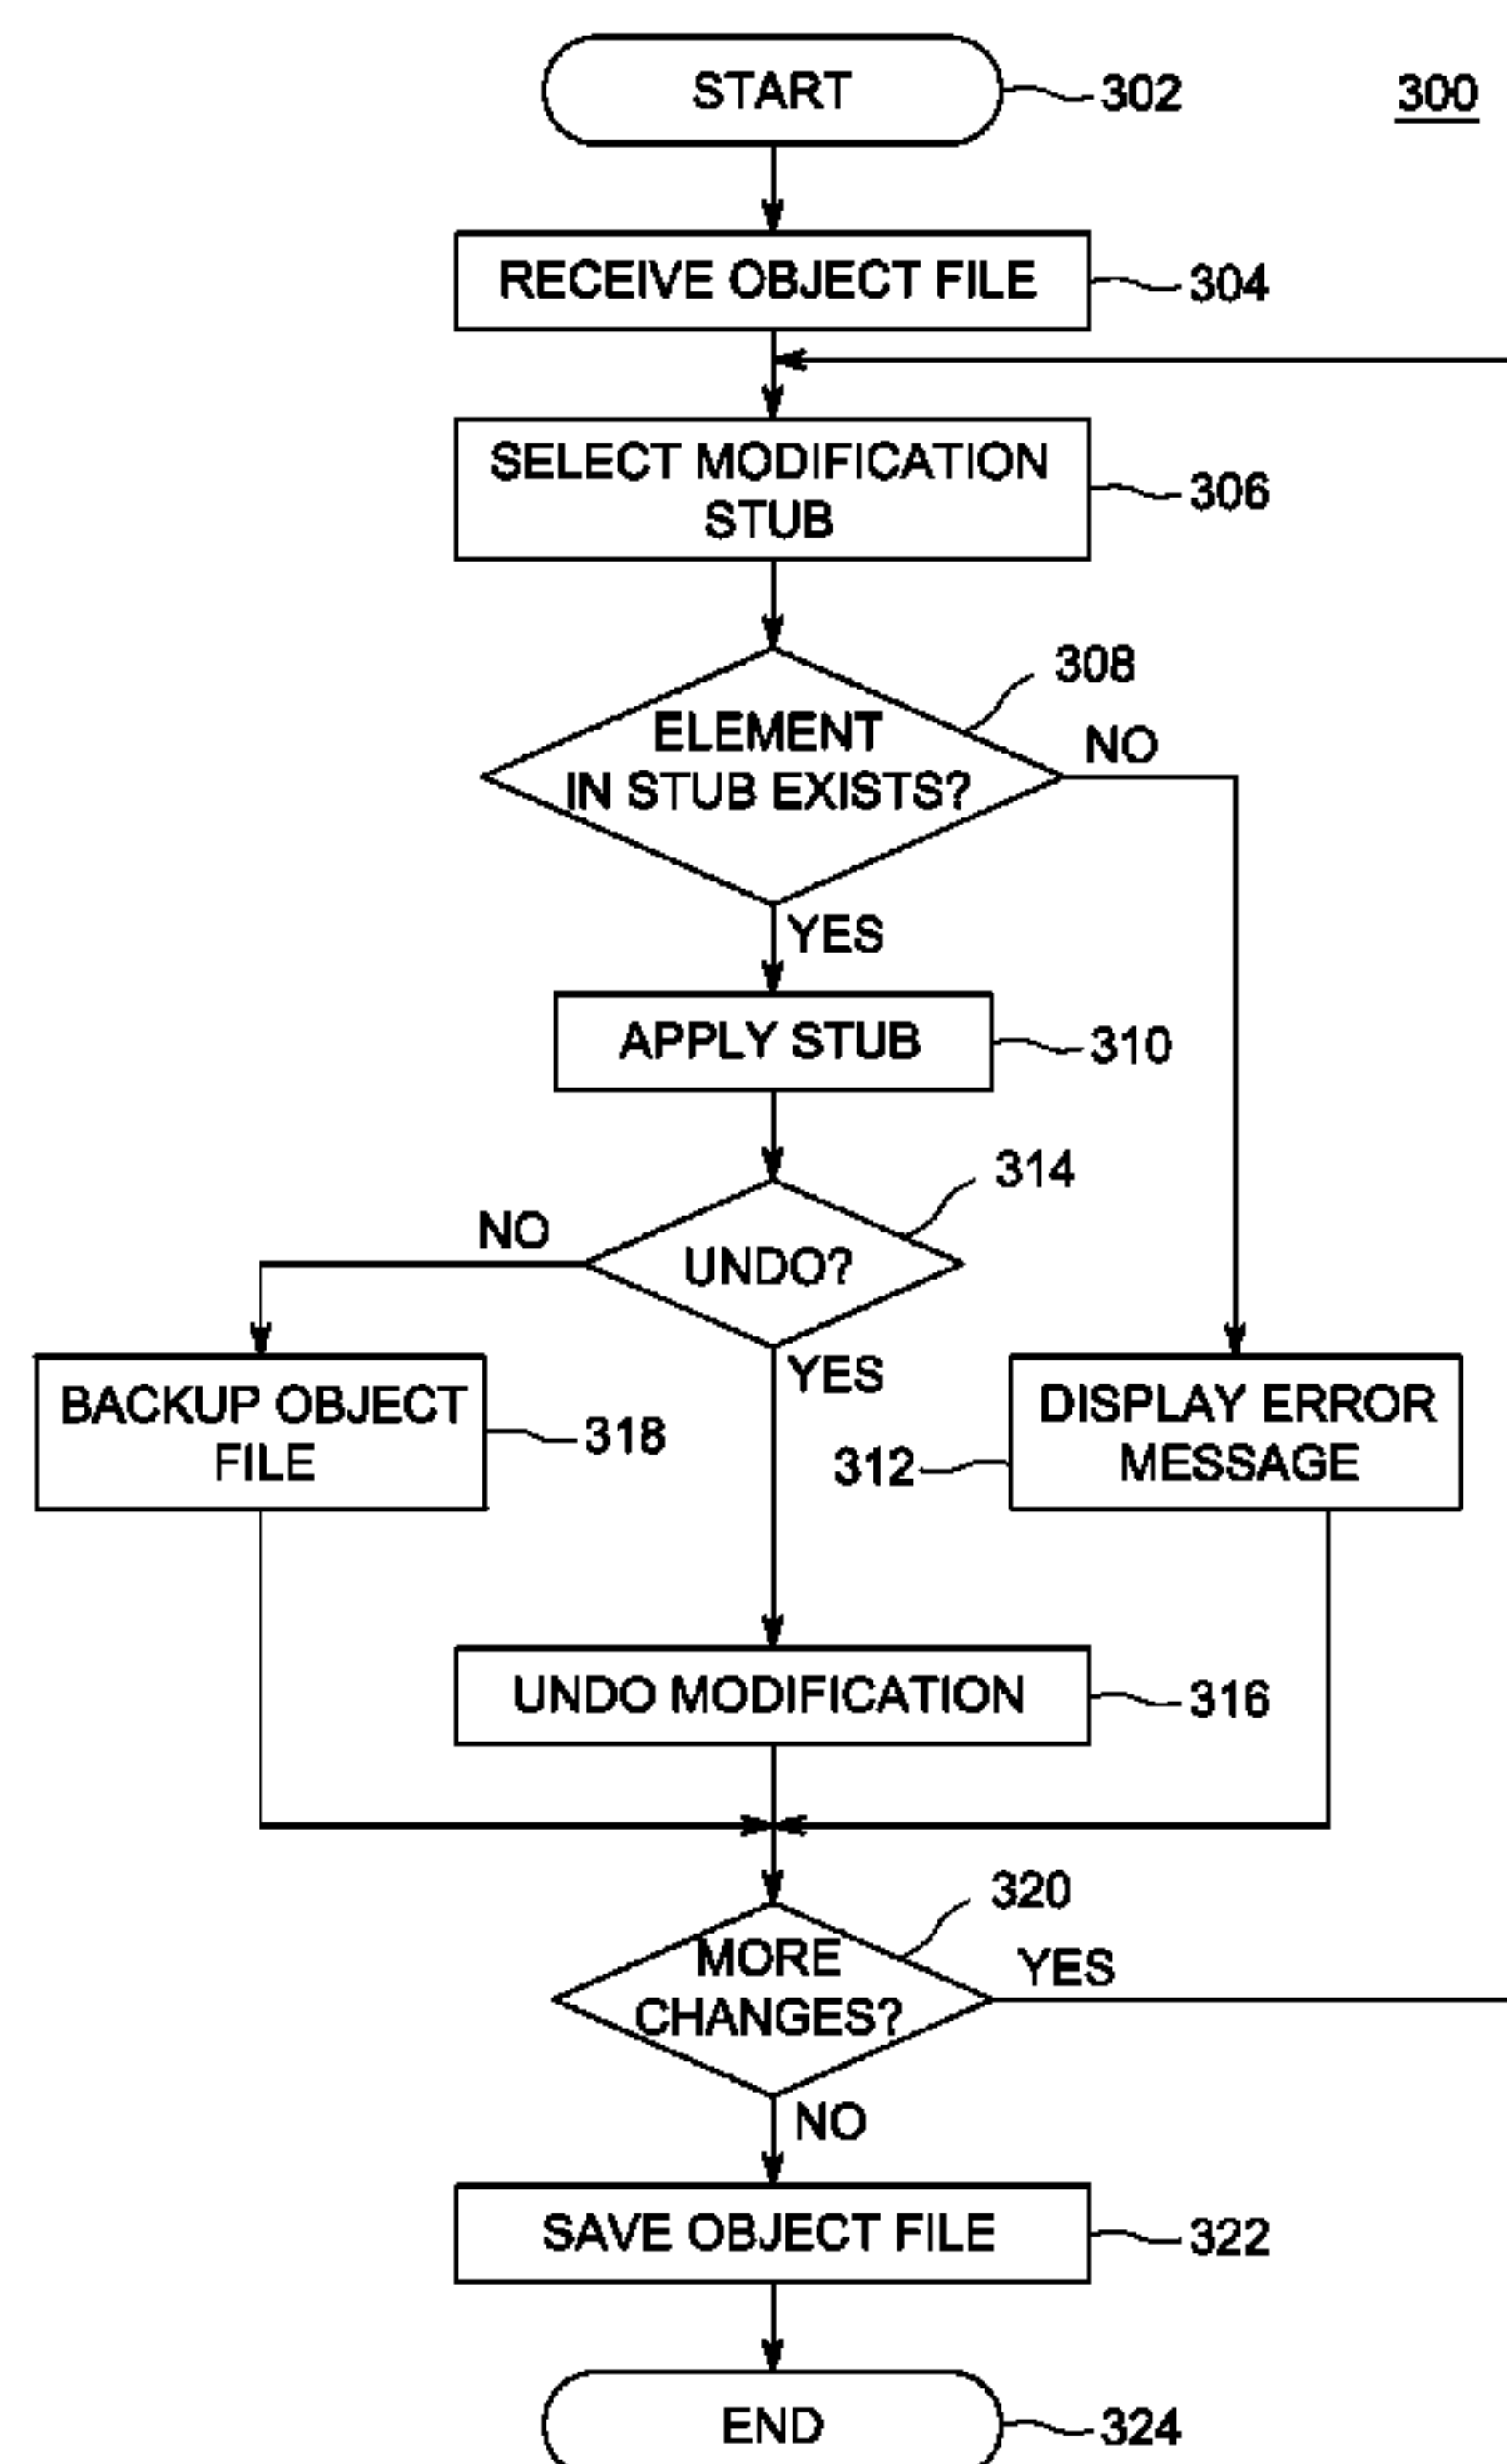 START
302
300
RECEIVE OBJECT FILE
304
SELECT MODIFICATION
STUB
306
308
ELEMENT
IN STUB EXISTS?
NO
YES
APPLY STUB
310
314
NO
UNDO?
YES
BACKUP OBJECT
FILE
318
DISPLAY ERROR
MESSAGE
312
UNDO MODIFICATION
316
320
MORE
CHANGES?
YES
NO
SAVE OBJECT FILE
322
END
324